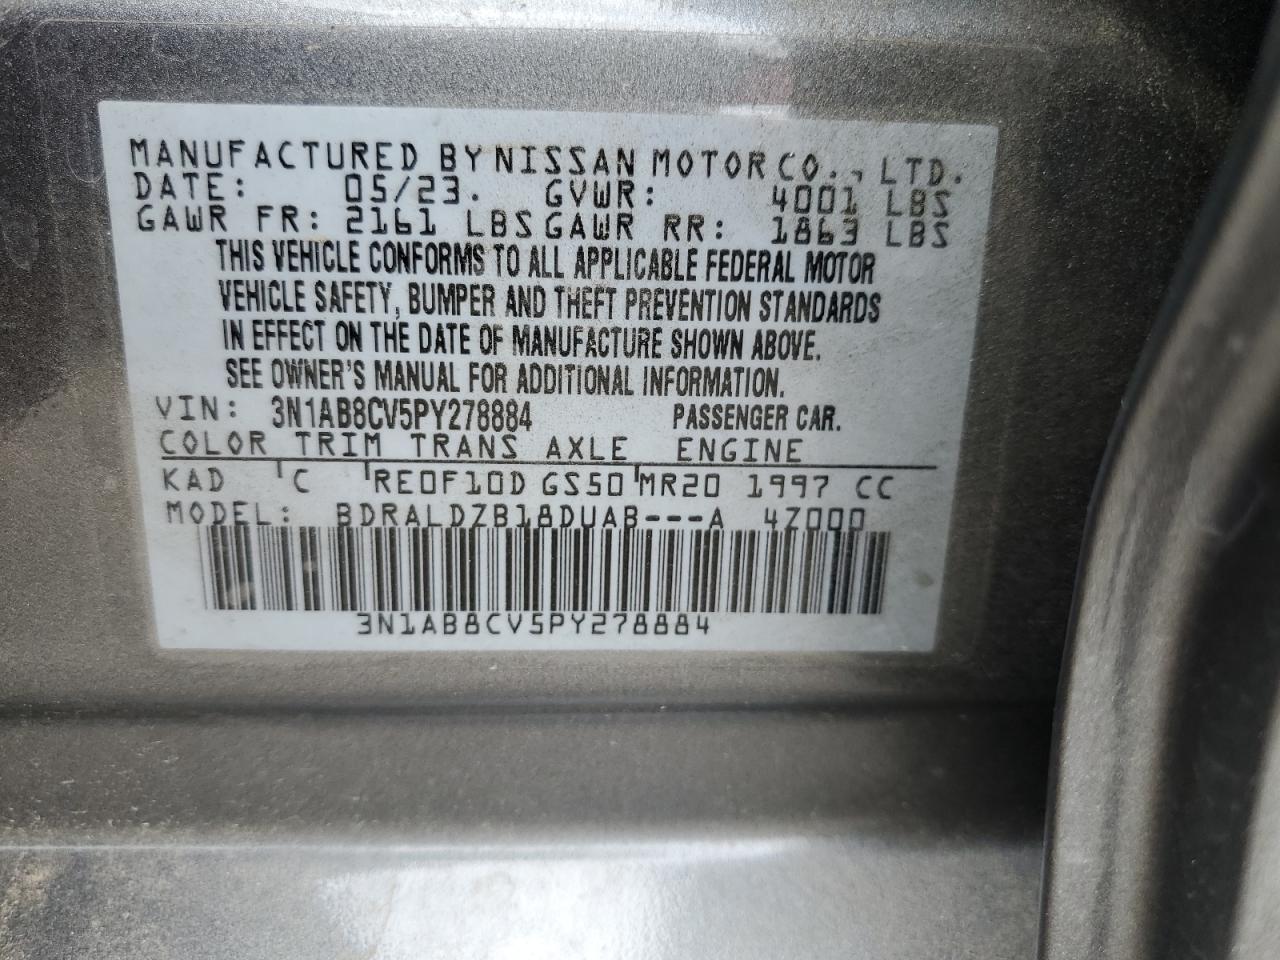 MANUFACTURED BY NISSAN MOTOR CO., LTD.
DATE: 05/23. GVWR: 4001 LBS
GAWR FR: 2161 LBS GAWR RR: 1863 LBS
THIS VEHICLE CONFORMS TO ALL APPLICABLE FEDERAL MOTOR
VEHICLE SAFETY, BUMPER AND THEFT PREVENTION STANDARDS
IN EFFECT ON THE DATE OF MANUFACTURE SHOWN ABOVE.
SEE OWNER'S MANUAL FOR ADDITIONAL INFORMATION.
VIN: 3N1AB8CV5PY278884 PASSENGER CAR.
COLOR TRIM TRANS AXLE ENGINE
KAD C RE0F10D GS50 MR20 1997 CC
MODEL: BDRALDZB18DUAB---A 4Z000
3N1AB8CV5PY278884